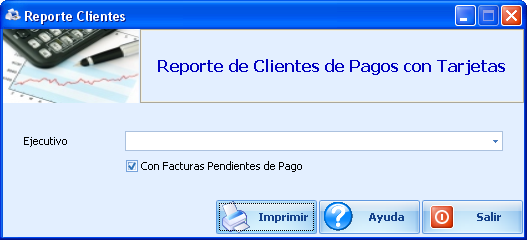 Reporte Clientes
Reporte de Clientes de Pagos con Tarjetas
Ejecutivo
Con Facturas Pendientes de Pago
Imprimir
Ayuda
Salir